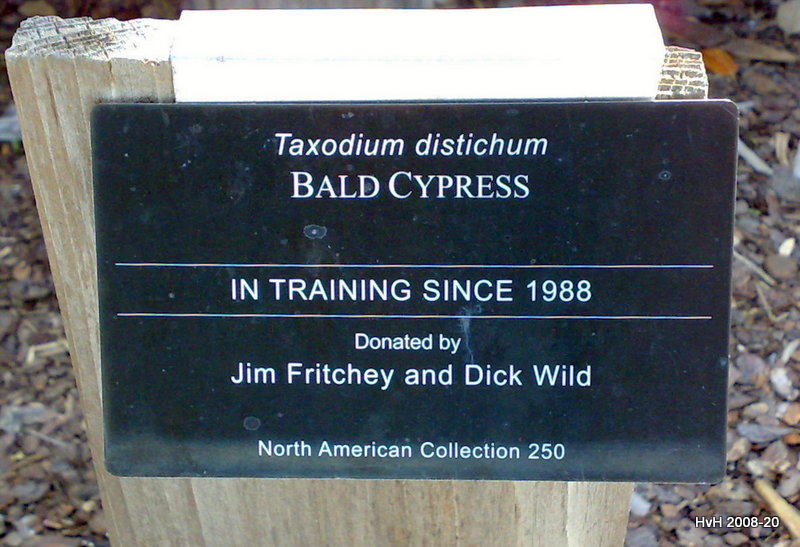 Taxodium distichum
BALD CYPRESS
IN TRAINING SINCE 1988
Donated by
Jim Fritchey and Dick Wild
North American Collection 250
HvH 2008-20